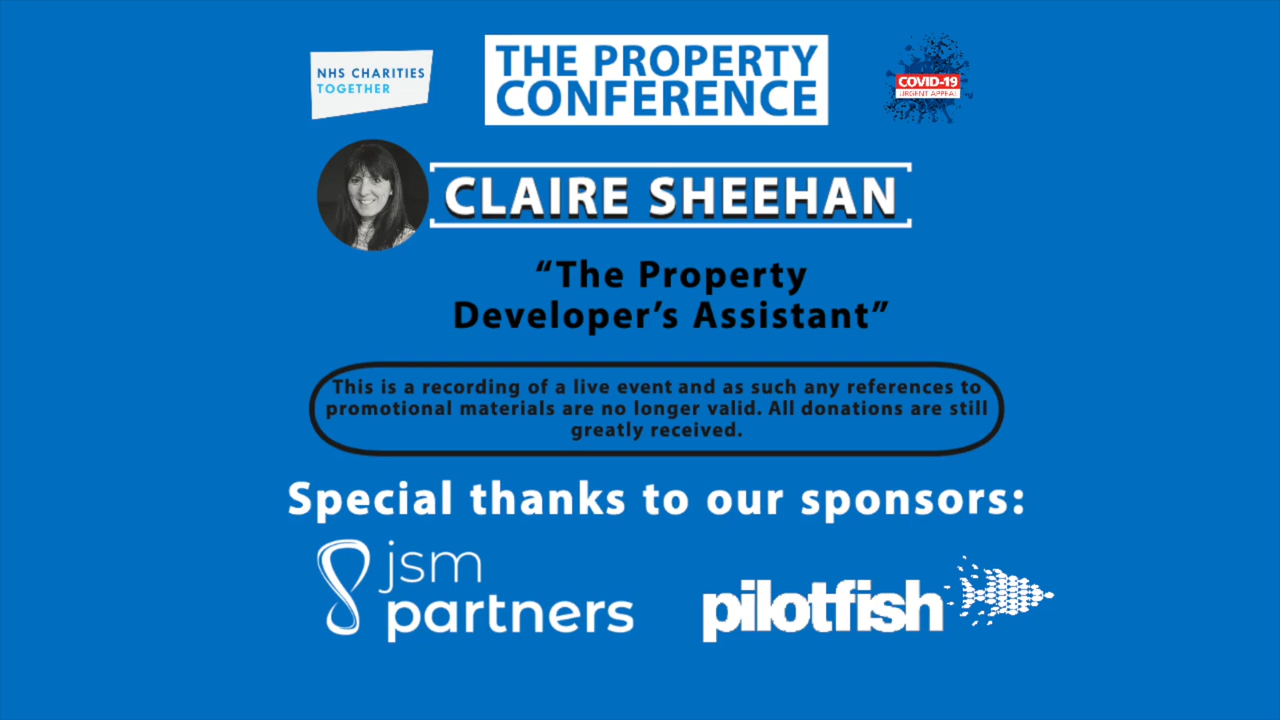 NHS CHARITIES
TOGETHER
THE PROPERTY
CONFERENCE
COVID-19
URGENT APPEAL
CLAIRE SHEEHAN
“The Property
Developer’s Assistant”
This is a recording of a live event and as such any references to
promotional materials are no longer valid. All donations are still
greatly received.
Special thanks to our sponsors:
jsm
partners
pilotfish